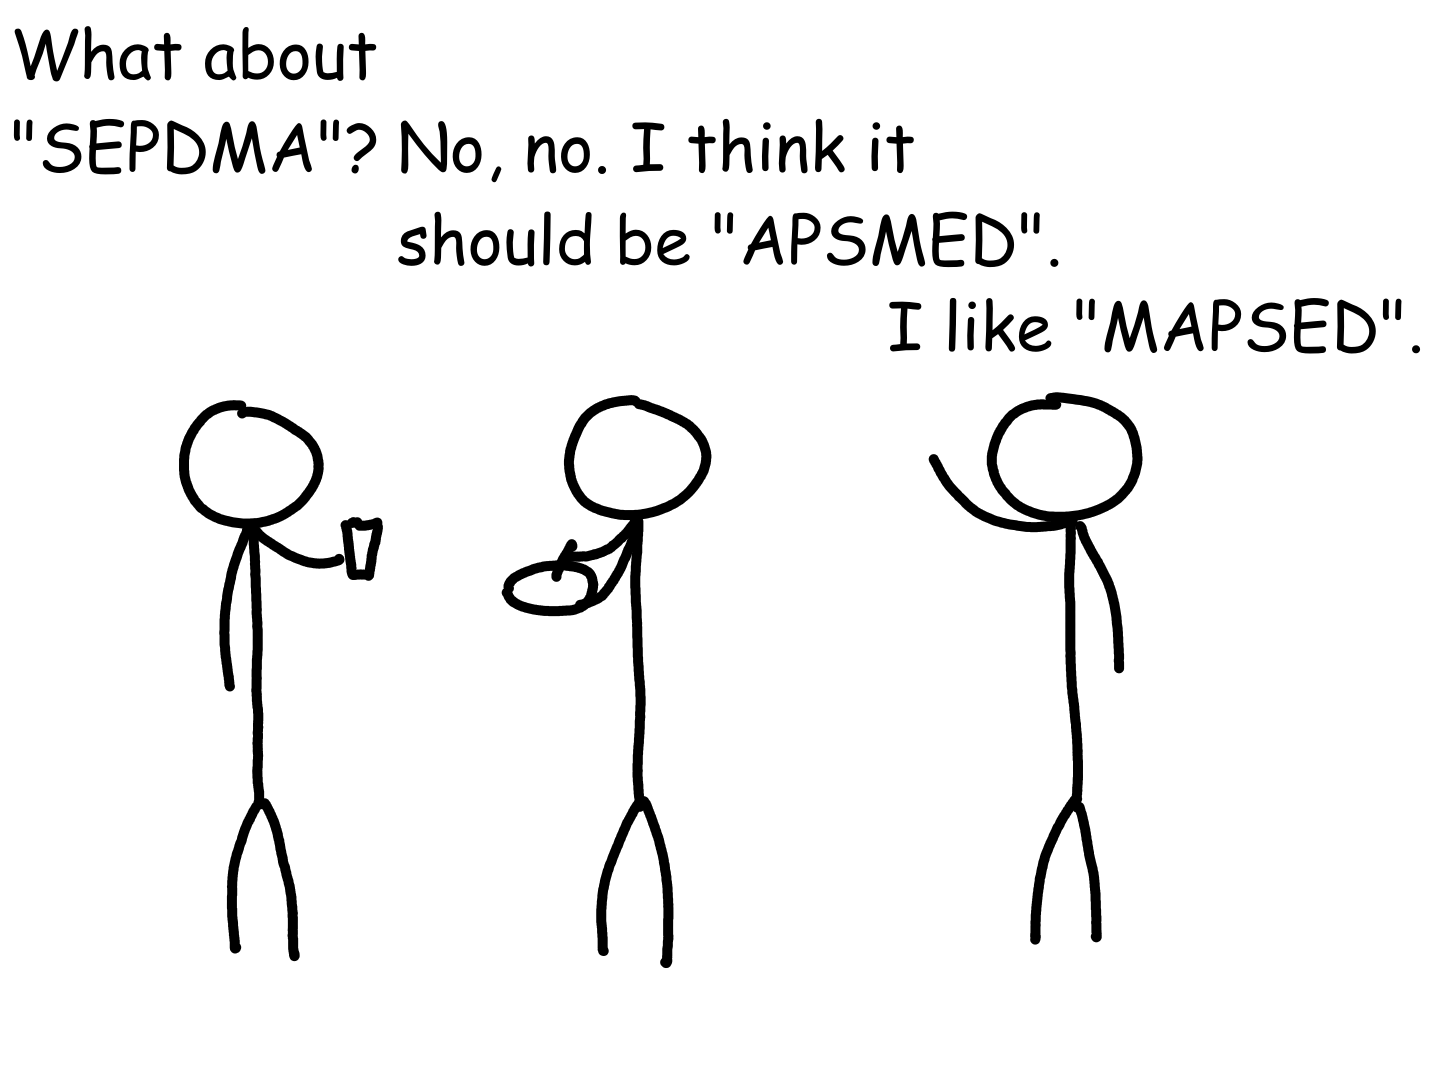 What about
"SEPDMA"?
No, no. I think it
should be "APSMED".
I like "MAPSED".